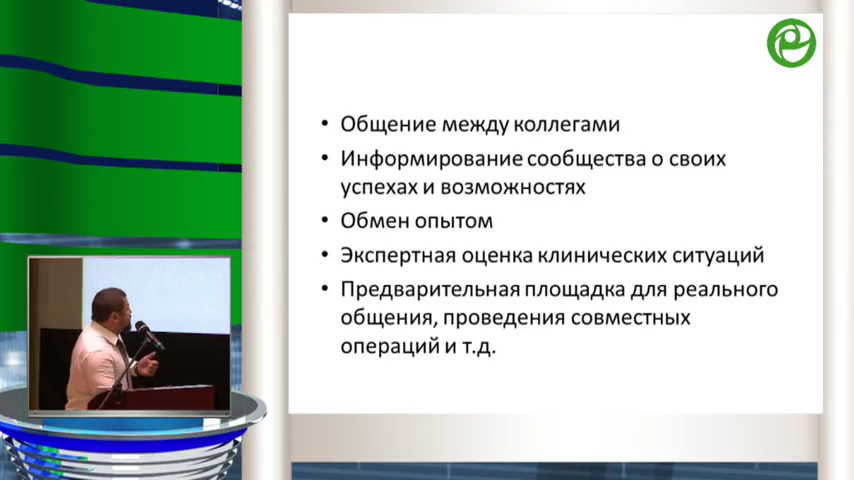 • Общение между коллегами
• Информирование сообщества о своих
успехах и возможностях
• Обмен опытом
• Экспертная оценка клинических ситуаций
• Предварительная площадка для реального
общения, проведения совместных
операций и т.д.